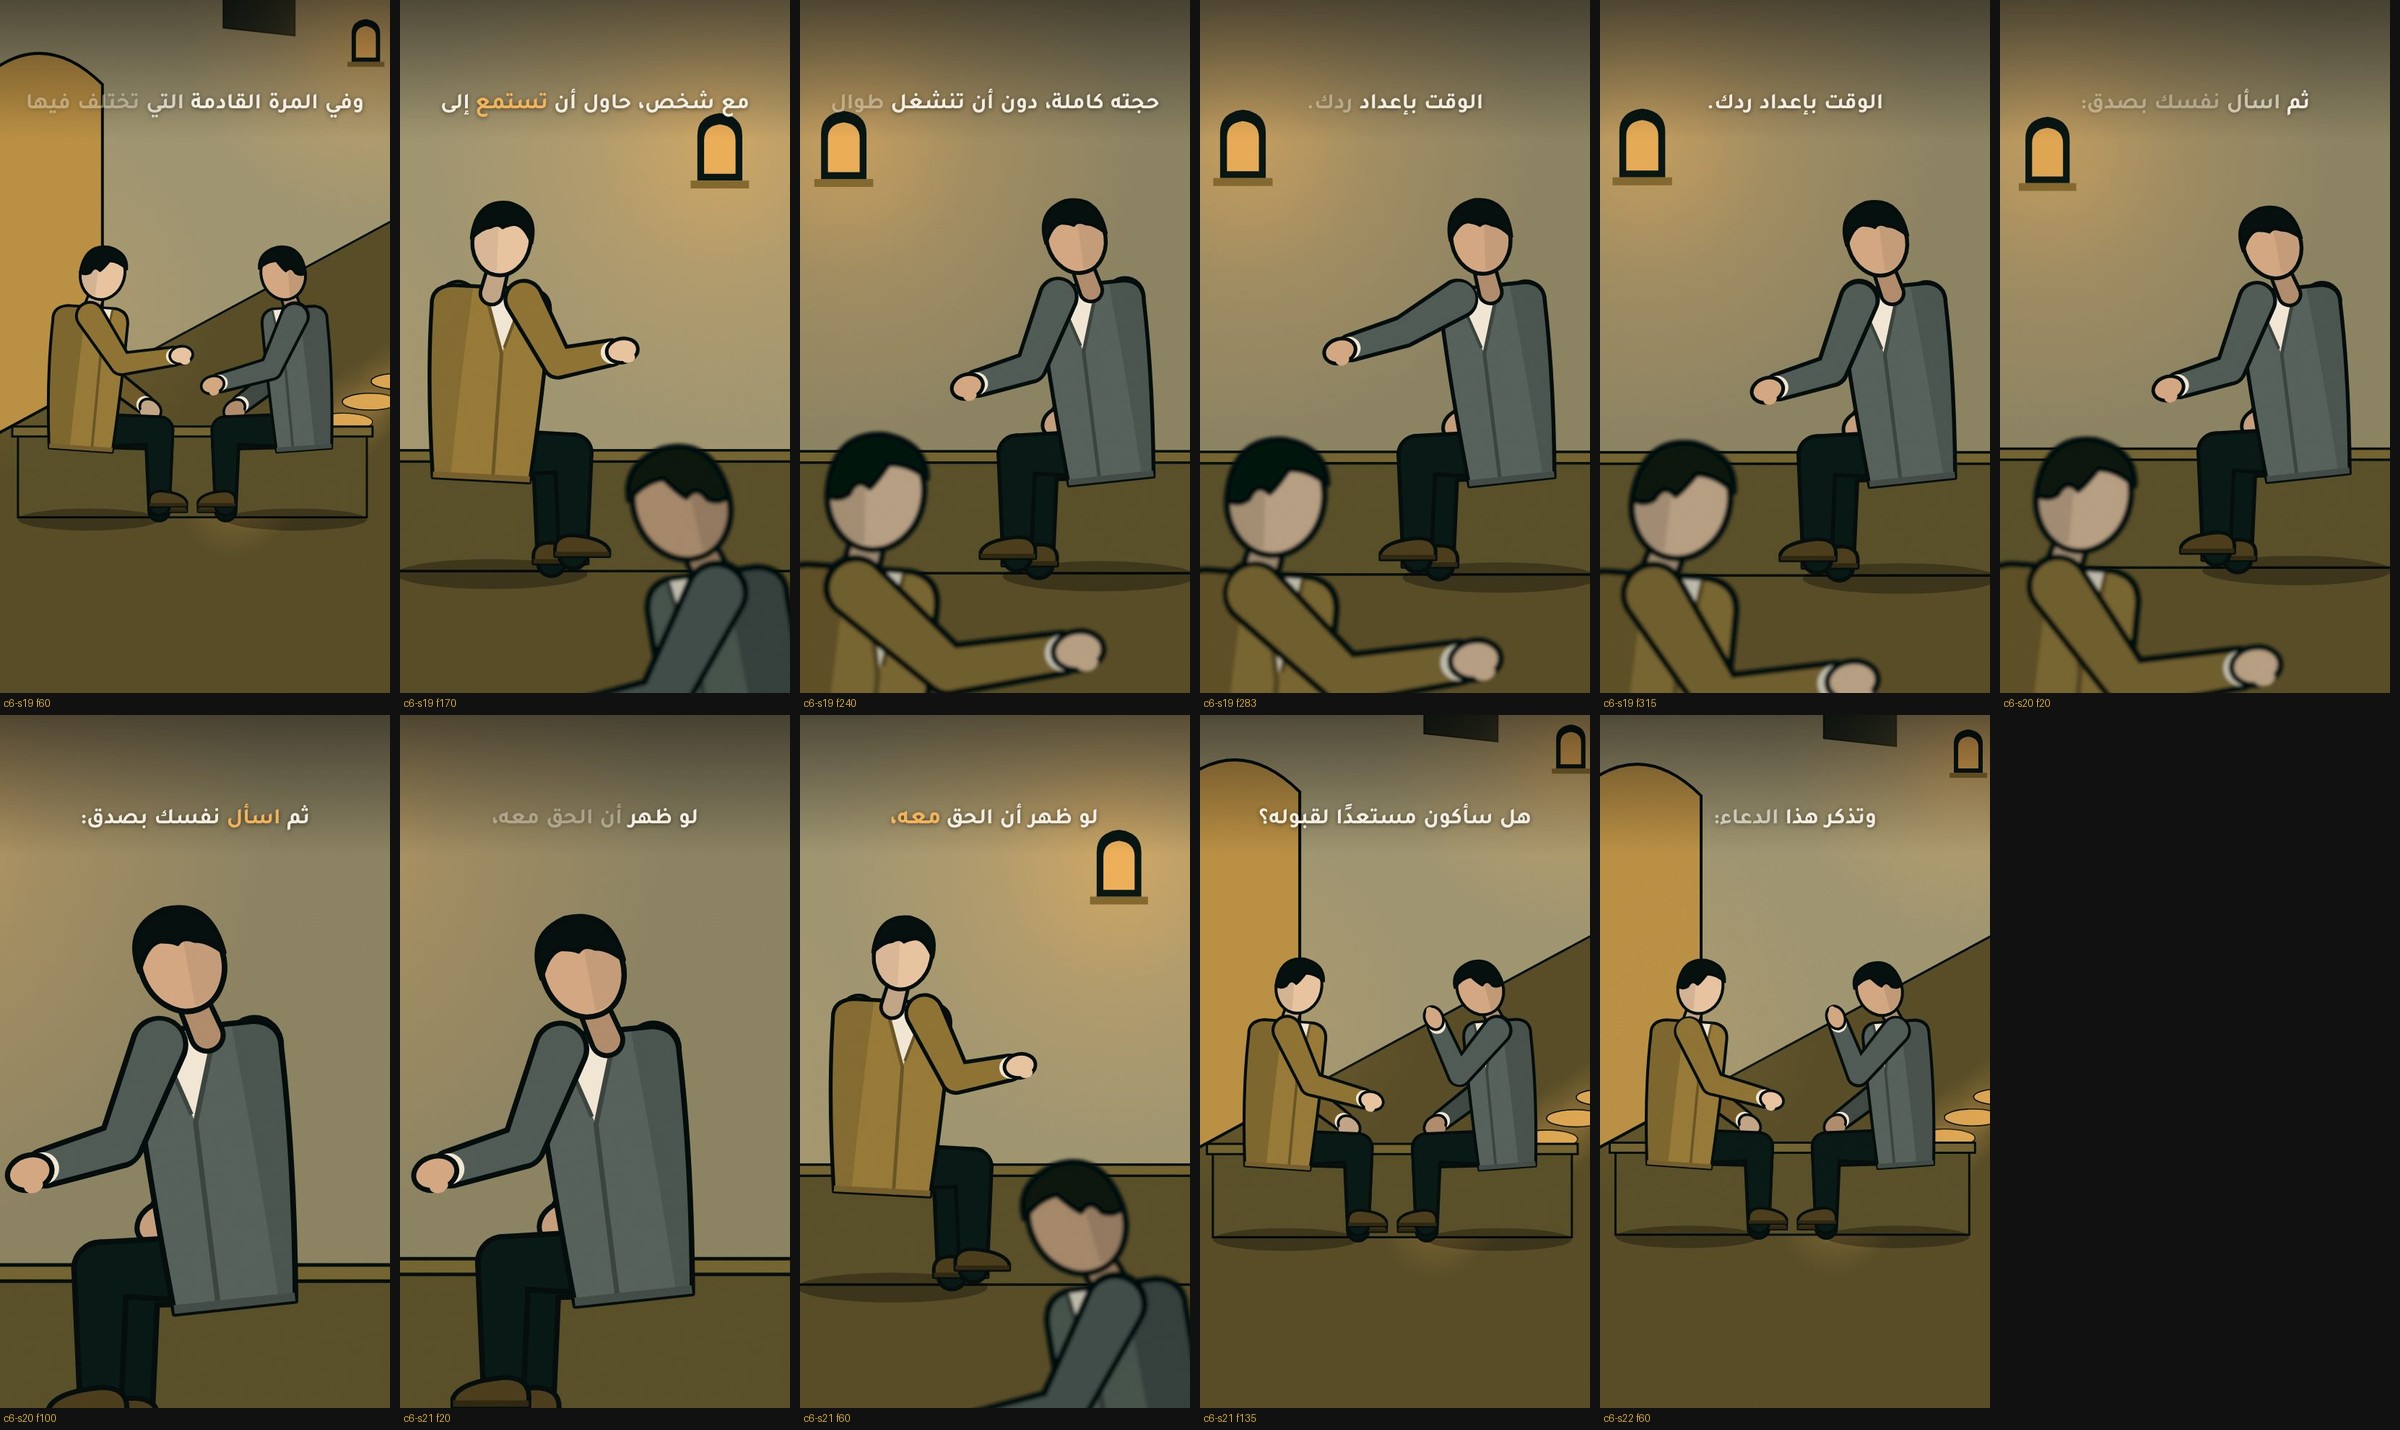 وفي المرة القادمة التي تختلف فيها
c6-s19 f60
مع شخص، حاول أن تستمع إلى
c6-s19 f170
حجته كاملة، دون أن تنشغل طوال
c6-s19 f240
الوقت بإعداد ردك.
c6-s19 f283
الوقت بإعداد ردك.
c6-s19 f315
ثم اسأل نفسك بصدق:
c6-s20 f20
ثم اسأل نفسك بصدق:
c6-s20 f100
لو ظهر أن الحق معه،
c6-s21 f20
لو ظهر أن الحق معه،
c6-s21 f60
هل سأكون مستعدًا لقبوله؟
c6-s21 f135
وتذكر هذا الدعاء:
c6-s22 f60